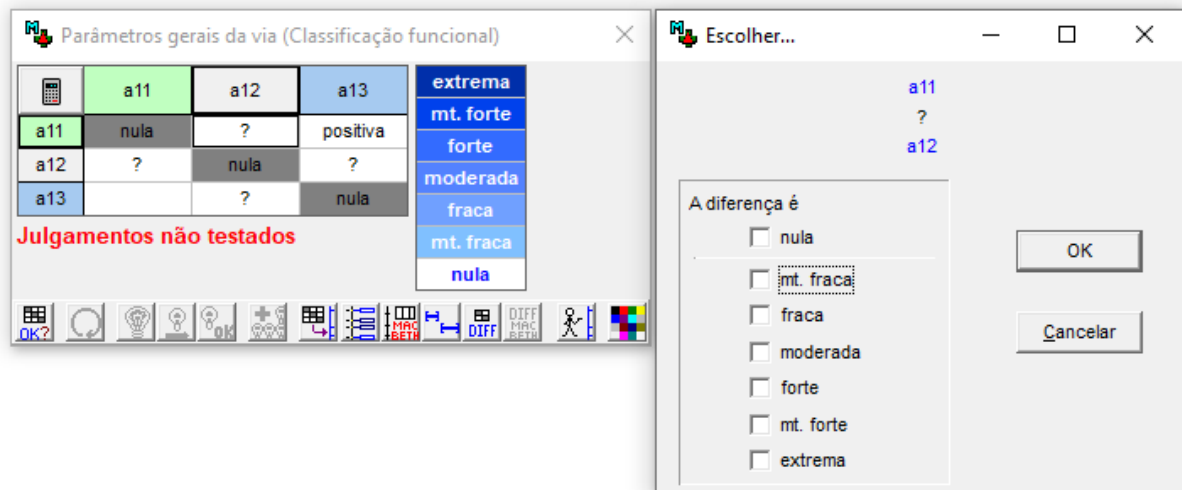 Parâmetros gerais da via (Classificação funcional)
a11 a12 a13
a11 nula ? positiva
a12 ? nula ?
a13 ? nula
extrema
mt. forte
forte
moderada
fraca
mt. fraca
nula
Julgamentos não testados
OK?
OK
MAC
BETH
DIFF
DIFF
MAC
BETH
Escolher...
a11
?
a12
A diferença é
nula
mt. fraca
fraca
moderada
forte
mt. forte
extrema
OK
Cancelar